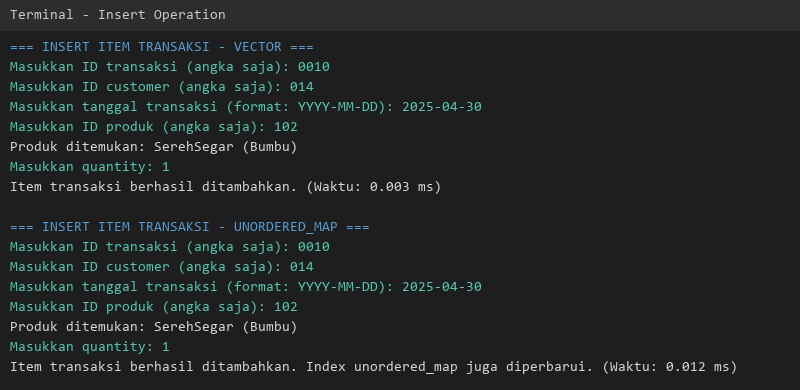 Terminal - Insert Operation
=== INSERT ITEM TRANSAKSI - VECTOR ===
Masukkan ID transaksi (angka saja): 0010
Masukkan ID customer (angka saja): 014
Masukkan tanggal transaksi (format: YYYY-MM-DD): 2025-04-30
Masukkan ID produk (angka saja): 102
Produk ditemukan: SerehSegar (Bumbu)
Masukkan quantity: 1
Item transaksi berhasil ditambahkan. (Waktu: 0.003 ms)
=== INSERT ITEM TRANSAKSI - UNORDERED_MAP ===
Masukkan ID transaksi (angka saja): 0010
Masukkan ID customer (angka saja): 014
Masukkan tanggal transaksi (format: YYYY-MM-DD): 2025-04-30
Masukkan ID produk (angka saja): 102
Produk ditemukan: SerehSegar (Bumbu)
Masukkan quantity: 1
Item transaksi berhasil ditambahkan. Index unordered_map juga diperbarui. (Waktu: 0.012 ms)